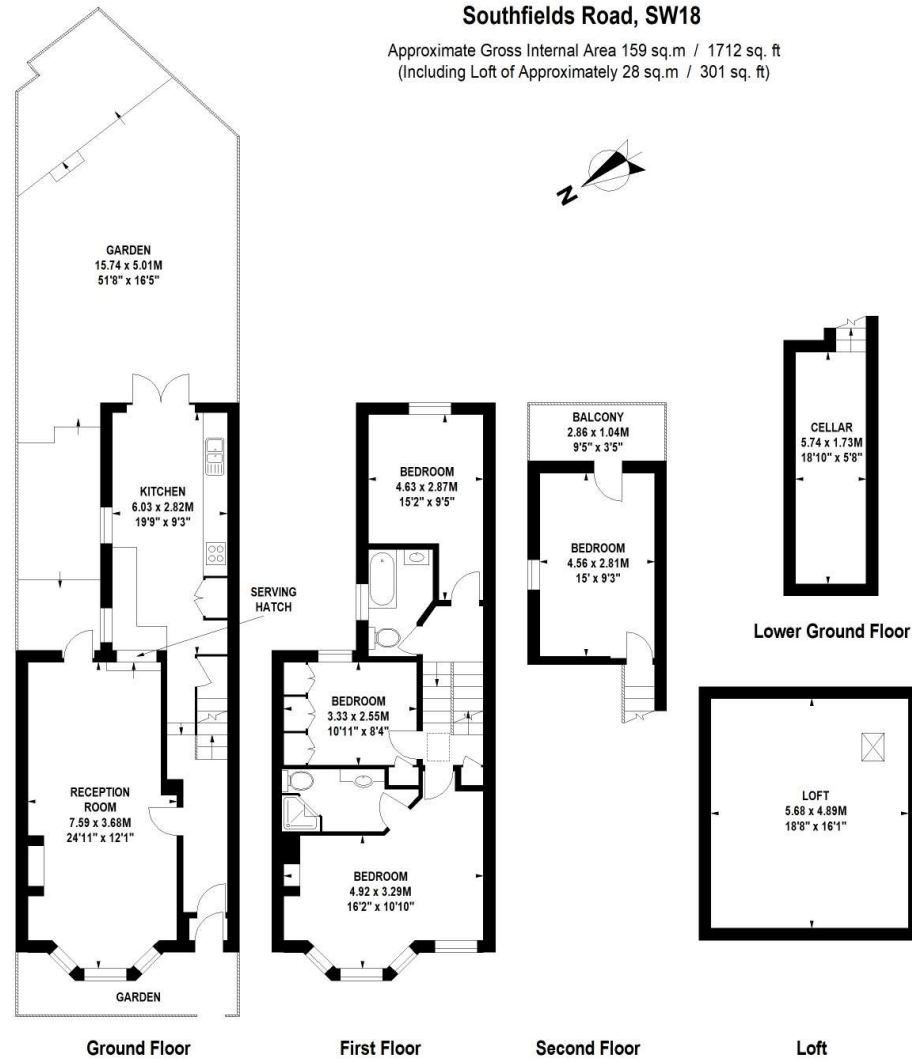 Southfields Road, SW18
Approximate Gross Internal Area 159 sq.m / 1712 sq. ft
(Including Loft of Approximately 28 sq.m / 301 sq. ft)
N
GARDEN
15.74 x 5.01M
51'8" x 16'5"
KITCHEN
6.03 x 2.82M
19'9" x 9'3"
SERVING
HATCH
RECEPTION
ROOM
7.59 x 3.68M
24'11" x 12'1"
GARDEN
Ground Floor
BEDROOM
4.63 x 2.87M
15'2" x 9'5"
BEDROOM
3.33 x 2.55M
10'11" x 8'4"
BEDROOM
4.92 x 3.29M
16'2" x 10'10"
First Floor
BALCONY
2.86 x 1.04M
9'5" x 3'5"
BEDROOM
4.56 x 2.81M
15' x 9'3"
Second Floor
CELLAR
5.74 x 1.73M
18'10" x 5'8"
Lower Ground Floor
LOFT
5.68 x 4.89M
18'8" x 16'1"
Loft